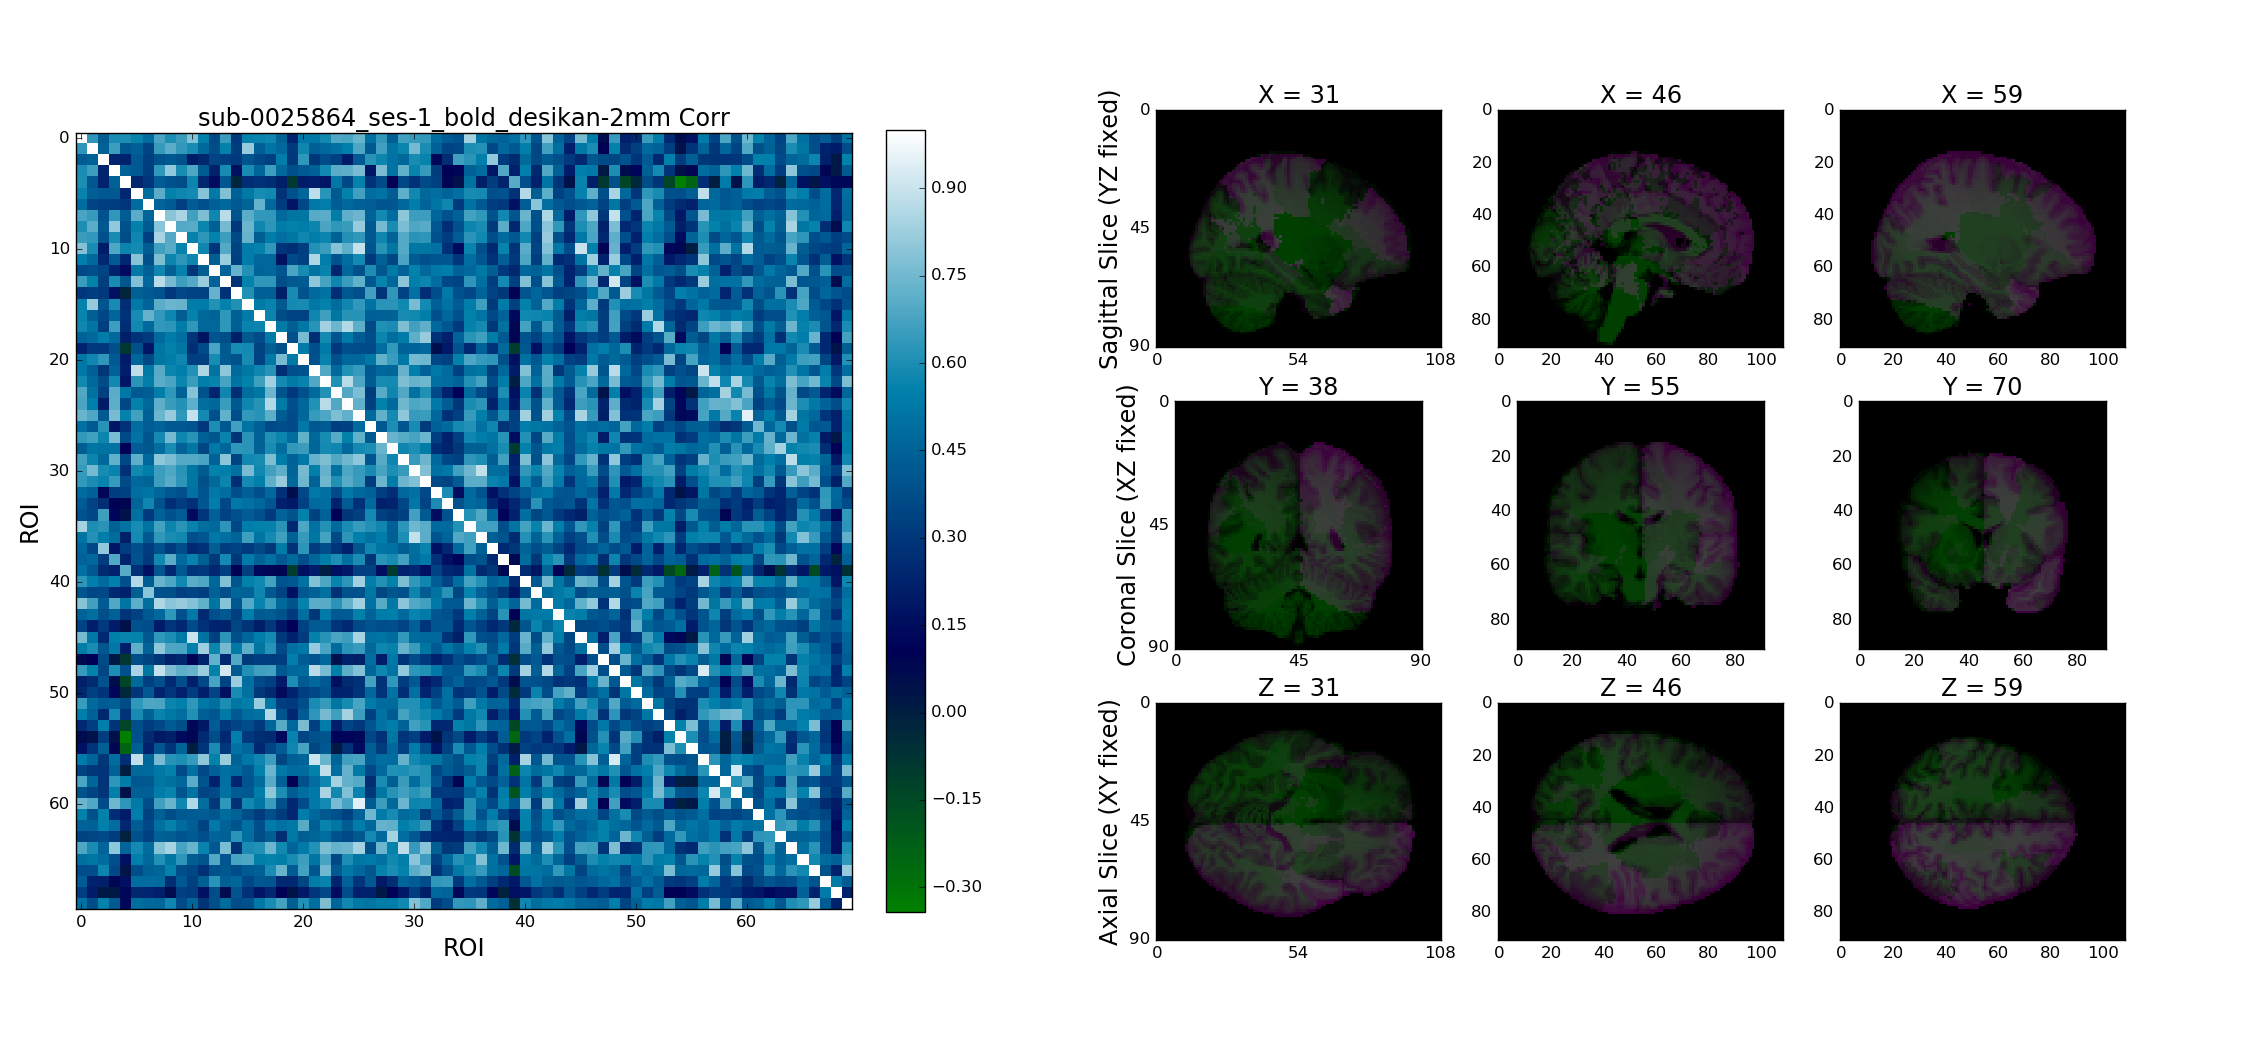 sub-0025864_ses-1_bold_desikan-2mm Corr
0
10
20
30
40
50
60
ROI
0 10 20 30 40 50 60
ROI
0.90
0.75
0.60
0.45
0.30
0.15
0.00
−0.15
−0.30
X = 31
Sagittal Slice (YZ fixed)
0
45
90
0 54 108
X = 46
0
20
40
60
80
0 20 40 60 80 100
X = 59
0
20
40
60
80
0 20 40 60 80 100
Y = 38
Coronal Slice (XZ fixed)
0
45
90
0 45 90
Y = 55
0
20
40
60
80
0 20 40 60 80
Y = 70
0
20
40
60
80
0 20 40 60 80
Z = 31
Axial Slice (XY fixed)
0
45
90
0 54 108
Z = 46
0
20
40
60
80
0 20 40 60 80 100
Z = 59
0
20
40
60
80
0 20 40 60 80 100